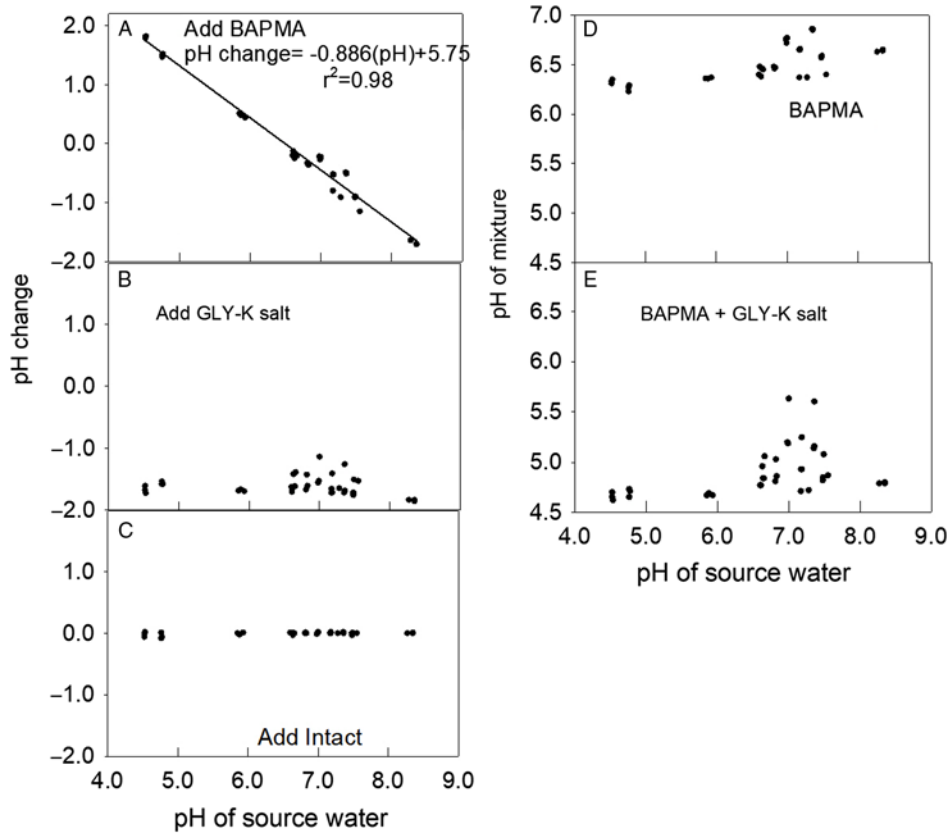 A
Add BAPMA
pH change= -0.886(pH)+5.75
r²=0.98
2.0
1.0
0.0
–1.0
–2.0
B
Add GLY-K salt
1.0
0.0
–1.0
–2.0
C
Add Intact
1.0
0.0
–1.0
–2.0
4.0 5.0 6.0 7.0 8.0 9.0
pH of source water
pH change
D
BAPMA
7.0
6.5
6.0
5.5
5.0
4.5
E
BAPMA + GLY-K salt
6.5
6.0
5.5
5.0
4.5
4.0 5.0 6.0 7.0 8.0 9.0
pH of source water
pH of mixture